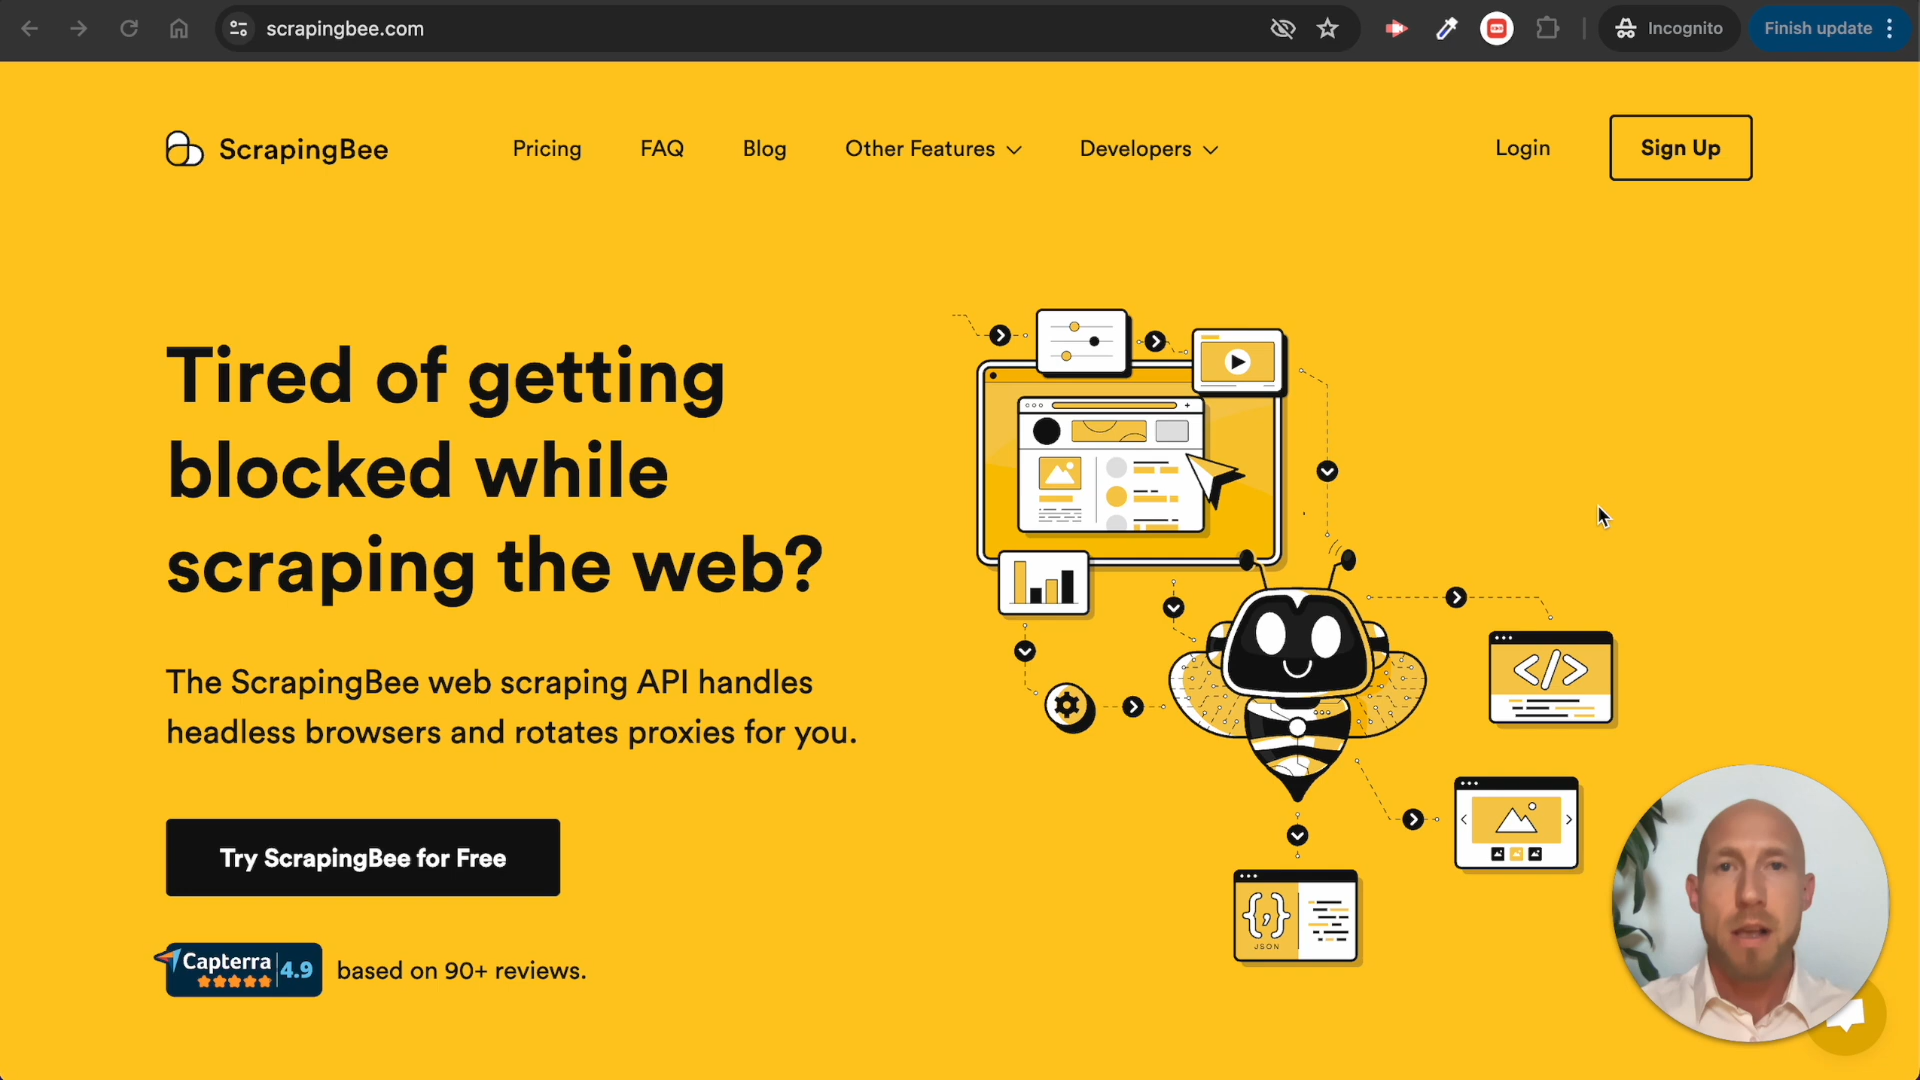 scrapingbee.com
Incognito
Finish update
ScrapingBee
Pricing
FAQ
Blog
Other Features
Developers
Login
Sign Up
Tired of getting
blocked while
scraping the web?
The ScrapingBee web scraping API handles
headless browsers and rotates proxies for you.
Try ScrapingBee for Free
Capterra 4.9
based on 90+ reviews.
</>
{,}
JSON